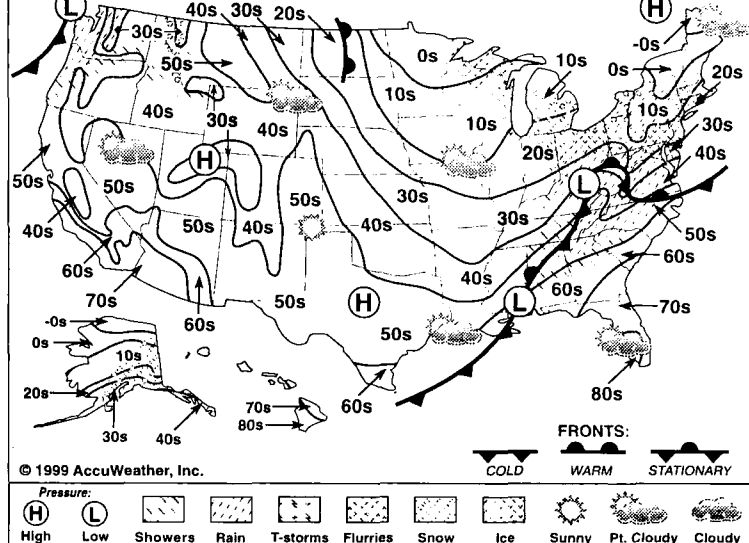 L 40s 30s 20s H
30s -0s
50s 0s 10s 0s 20s
10s
40s 30s 40s 10s 10s 30s
20s 40s
H L
50s 50s 50s 30s
50s 40s 40s 30s 50s
40s
60s 40s 60s
70s 60s 50s H L 60s 70s
-0s 50s
0s 10s 80s
20s 70s 60s
30s 40s 80s
FRONTS:
© 1999 AccuWeather, Inc. COLD WARM STATIONARY
Pressure:
H L
High Low Showers Rain T-storms Flurries Snow Ice Sunny Pt. Cloudy Cloudy